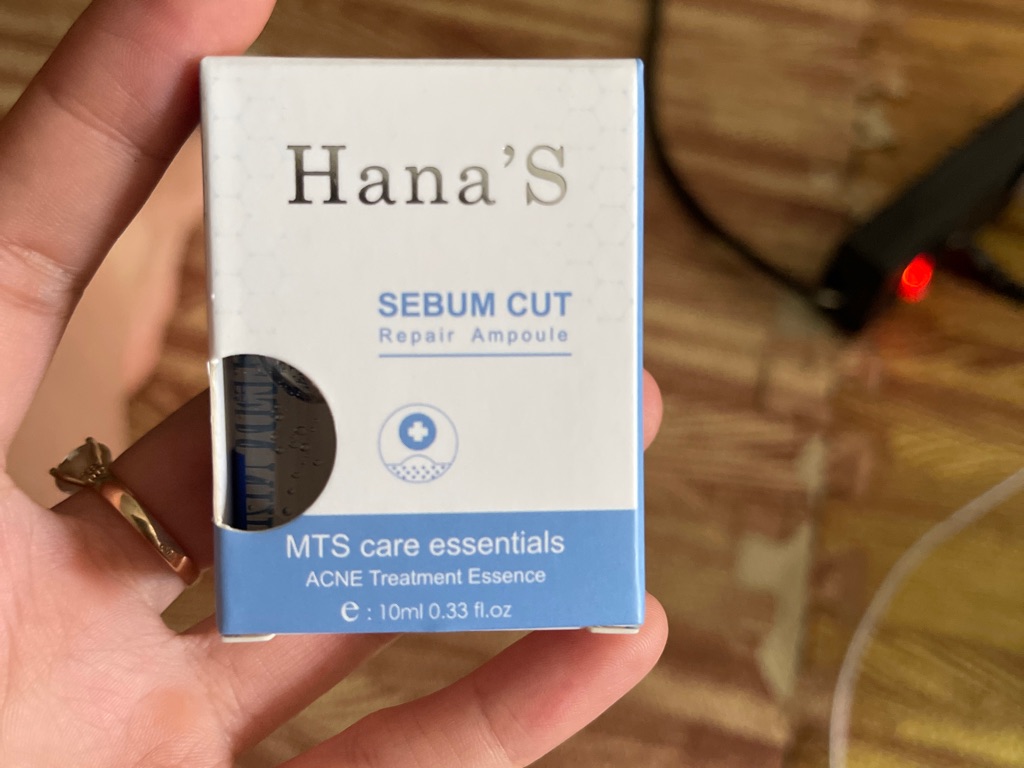 Hana'S
SEBUM CUT
Repair Ampoule
MTS care essentials
ACNE Treatment Essence
e : 10ml 0.33 fl.oz